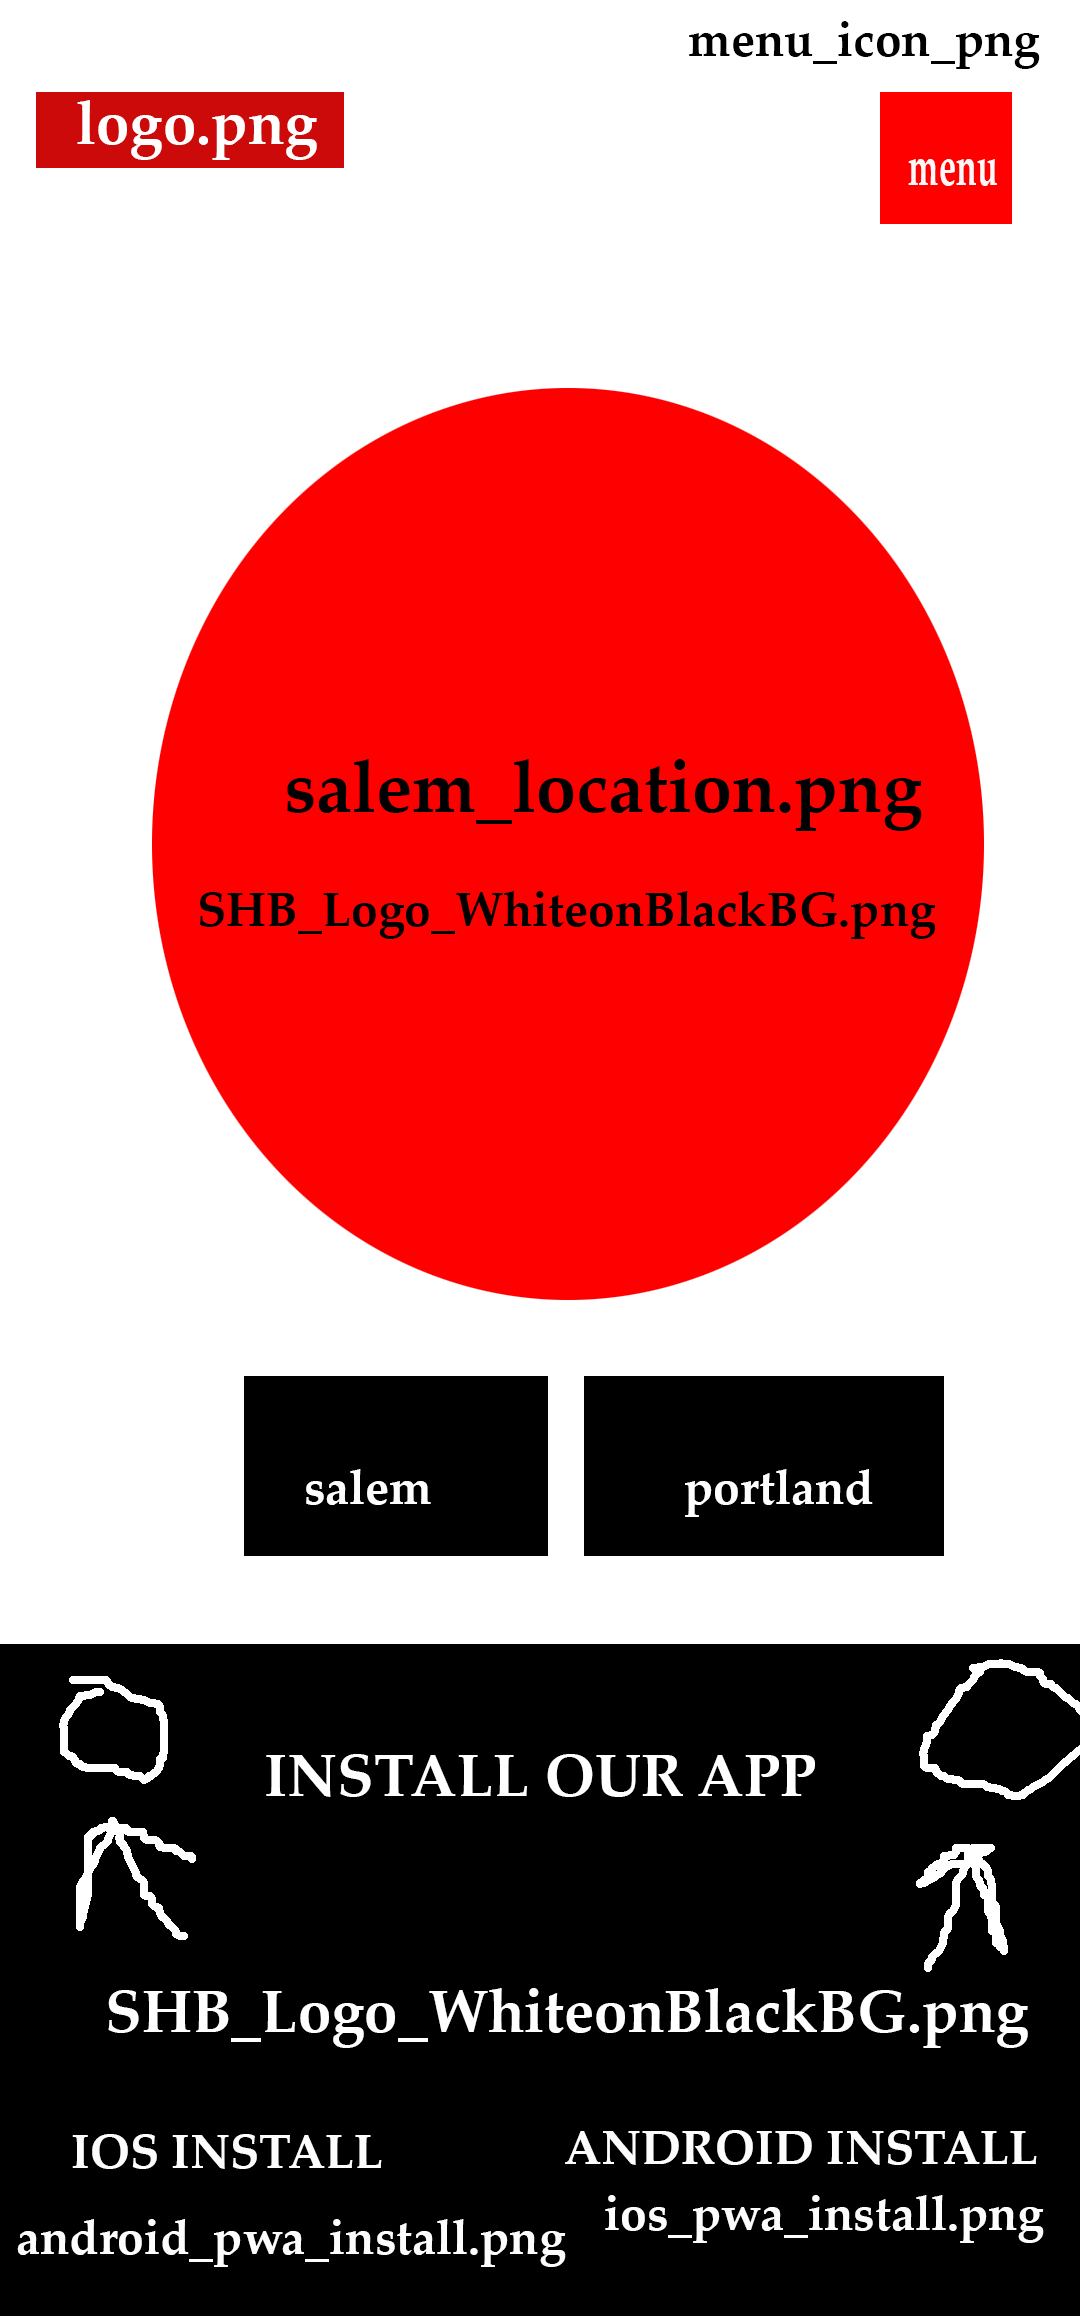 menu_icon_png
logo.png
menu
salem_location.png
SHB_Logo_WhiteonBlackBG.png
salem
portland
INSTALL OUR APP
SHB_Logo_WhiteonBlackBG.png
IOS INSTALL
ANDROID INSTALL
android_pwa_install.png
ios_pwa_install.png